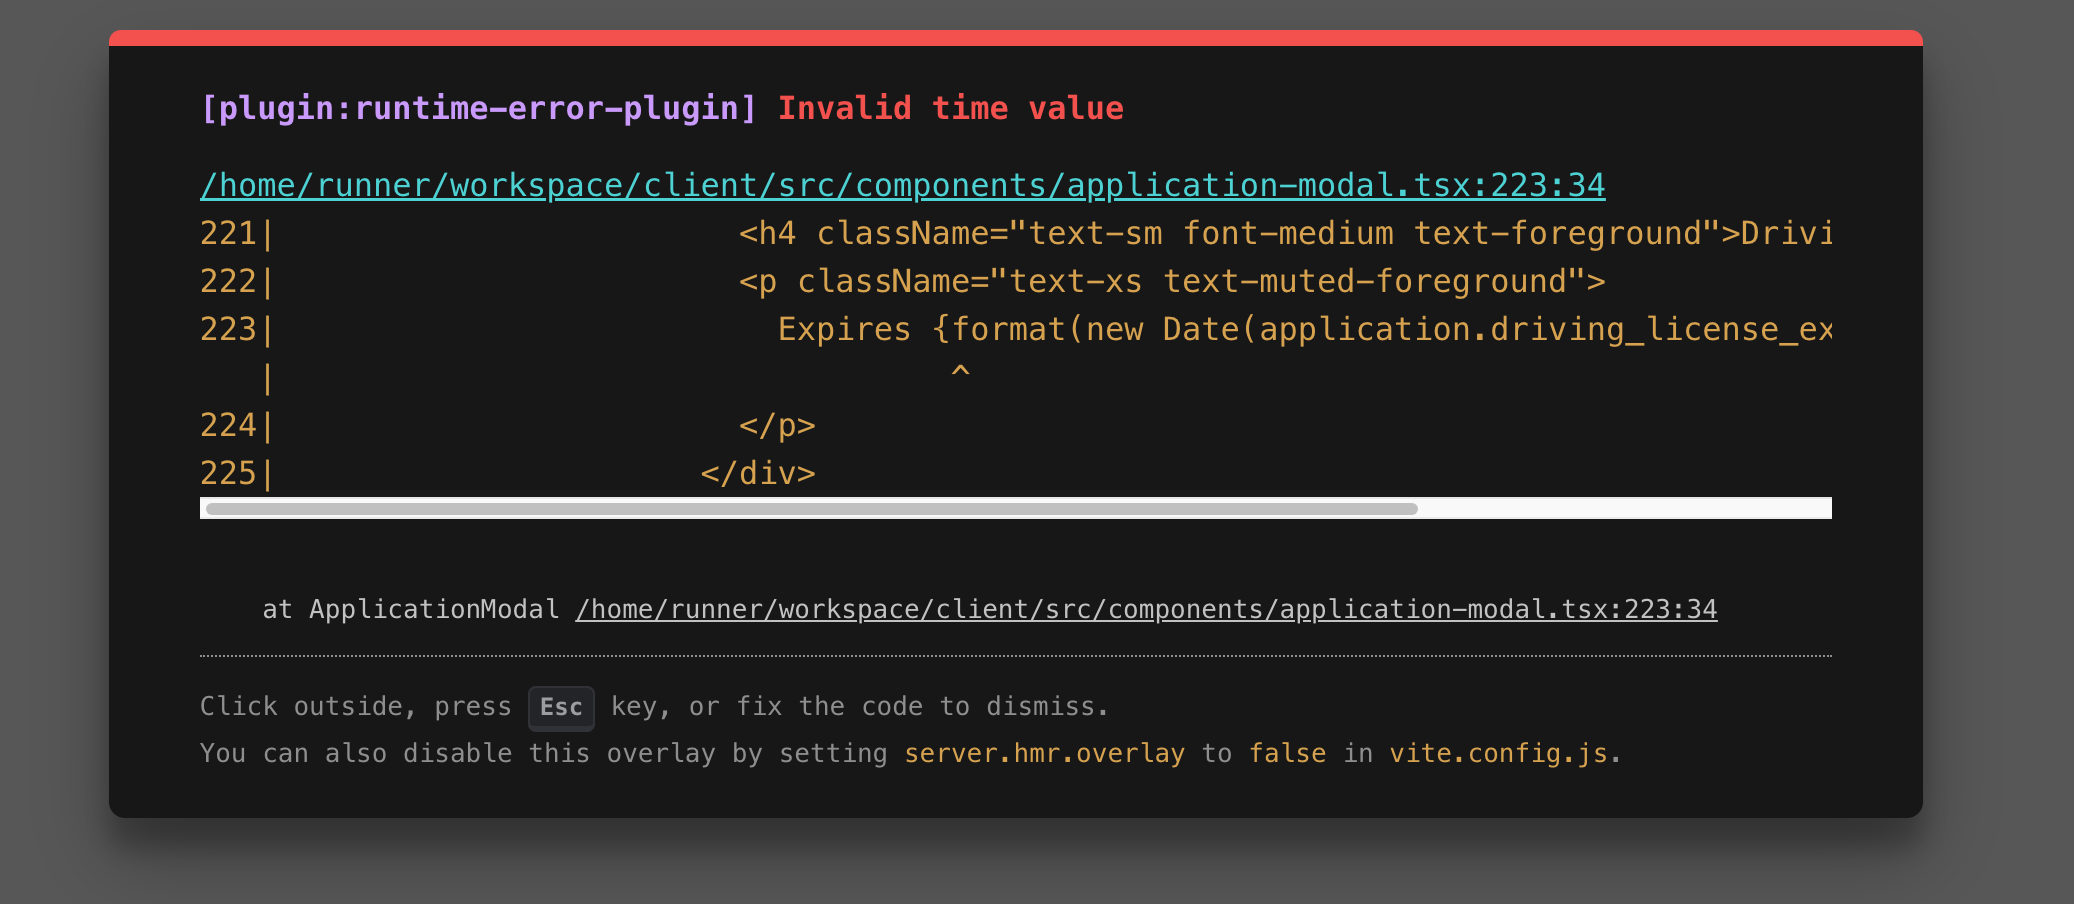 [plugin:runtime-error-plugin] Invalid time value
/home/runner/workspace/client/src/components/application-modal.tsx:223:34
221|                        <h4 className="text-sm font-medium text-foreground">Drivi
222|                        <p className="text-xs text-muted-foreground">
223|                          Expires {format(new Date(application.driving_license_ex
   |                                   ^
224|                        </p>
225|                      </div>
at ApplicationModal /home/runner/workspace/client/src/components/application-modal.tsx:223:34
Click outside, press Esc key, or fix the code to dismiss.
You can also disable this overlay by setting server.hmr.overlay to false in vite.config.js.